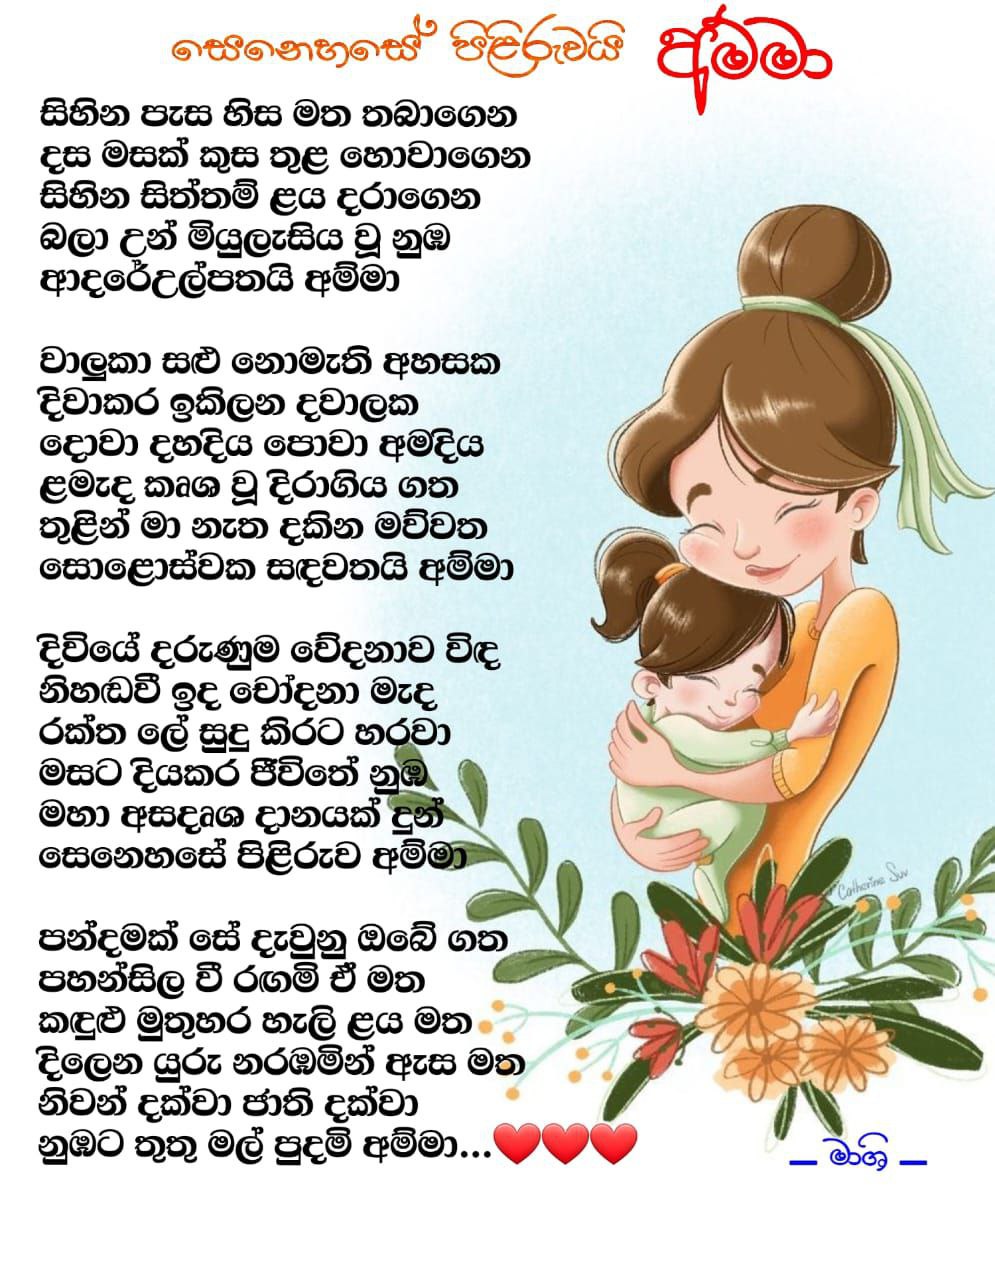 සෙනෙහසේ පිළිරුවයි අම්මා
සිහින පැස හිස මත තබාගෙන
දස මසක් කුස තුළ හොවාගෙන
සිහින සිත්තම් ළය දරාගෙන
බලා උන් මියුලැසිය වූ නුඹ
ආදරේඋල්පතයි අම්මා
වාලුකා සළු නොමැති අහසක
දිවාකර ඉකිලන දවාලක
දොවා දහදිය පොවා අමදිය
ළමැද කෘශ වූ දිරාගිය ගත
තුළින් මා නැත දකින මව්වත
සොළොස්වක සඳවතයි අම්මා
දිවියේ දරුණුම වේදනාව විඳ
නිහඬවී ඉඳ චෝදනා මැද
රක්ත ලේ සුදු කිරට හරවා
මසට දියකර ජීවිතේ නුඹ
මහා අසදෘශ දානයක් දුන්
සෙනෙහසේ පිළිරුව අම්මා
පන්දමක් සේ දැවුනු ඔබේ ගත
පහන්සිල වී රඟමි ඒ මත
කඳුළු මුතුහර හැලි ළය මත
දිලෙන යුරු නරඹමින් ඇස මත
නිවන් දක්වා ජාති දක්වා
නුඹට තුතු මල් පුදමි අම්මා...❤️❤️❤️
_ මාශි _
Catherine Suv